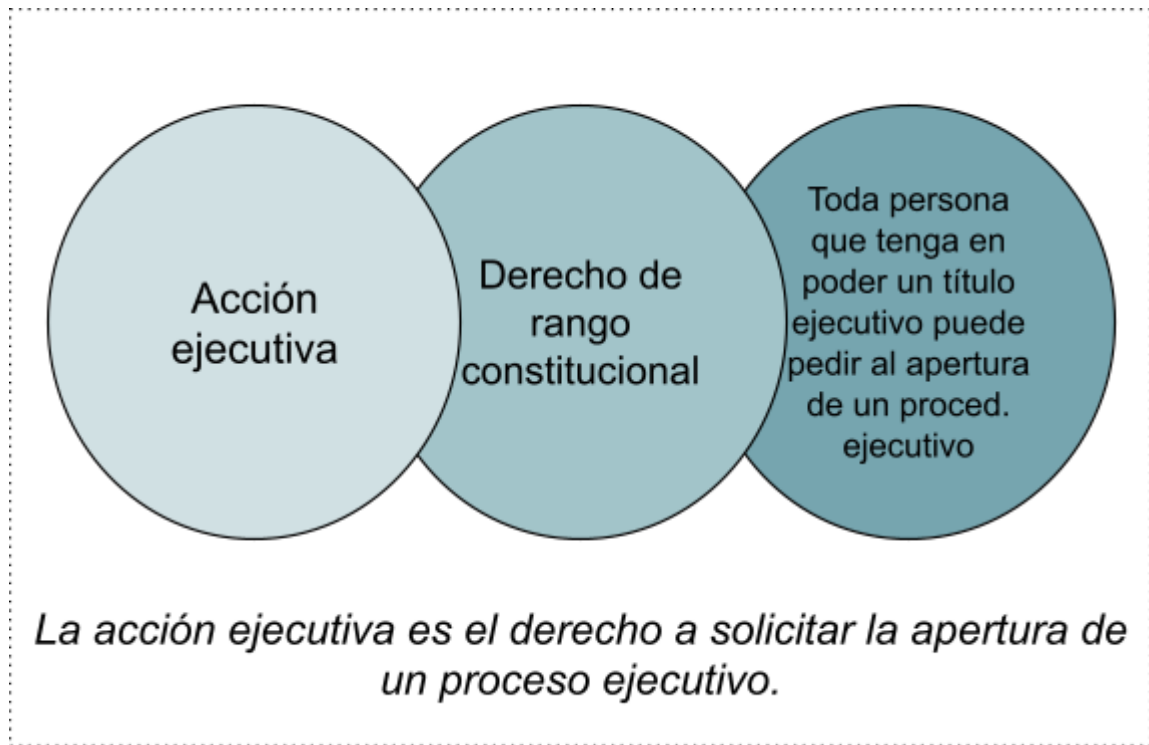 Acción
ejecutiva
Derecho de
rango
constitucional
Toda persona
que tenga en
poder un título
ejecutivo puede
pedir al apertura
de un proced.
ejecutivo
La acción ejecutiva es el derecho a solicitar la apertura de
un proceso ejecutivo.